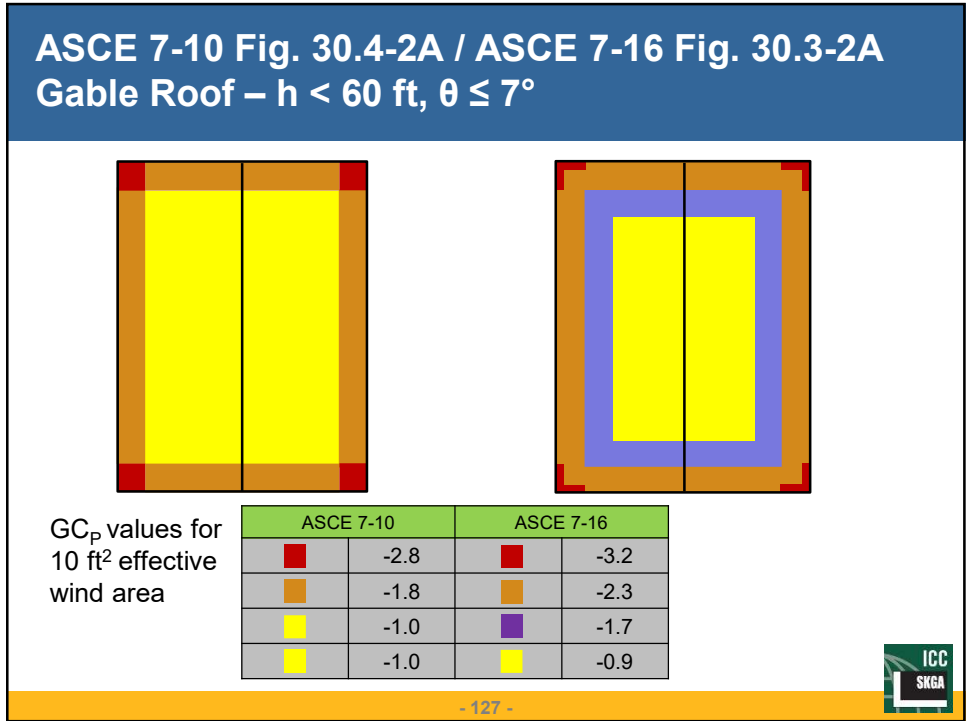 ASCE 7-10 Fig. 30.4-2A / ASCE 7-16 Fig. 30.3-2A
Gable Roof – h < 60 ft, θ ≤ 7°
GCP values for
10 ft² effective
wind area
ASCE 7-10 ASCE 7-16
-2.8 -3.2
-1.8 -2.3
-1.0 -1.7
-1.0 -0.9
ICC
SKGA
- 127 -